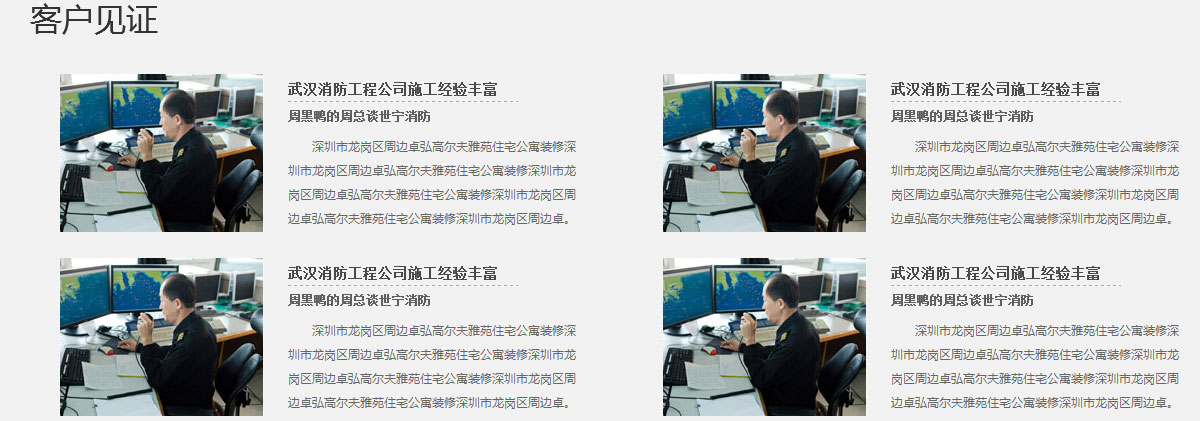 客户见证
武汉消防工程公司施工经验丰富
周黑鸭的周总谈世宁消防
深圳市龙岗区周边卓弘高尔夫雅苑住宅公寓装修深
圳市龙岗区周边卓弘高尔夫雅苑住宅公寓装修深圳市龙
岗区周边卓弘高尔夫雅苑住宅公寓装修深圳市龙岗区周
边卓弘高尔夫雅苑住宅公寓装修深圳市龙岗区周边卓。
武汉消防工程公司施工经验丰富
周黑鸭的周总谈世宁消防
深圳市龙岗区周边卓弘高尔夫雅苑住宅公寓装修深
圳市龙岗区周边卓弘高尔夫雅苑住宅公寓装修深圳市龙
岗区周边卓弘高尔夫雅苑住宅公寓装修深圳市龙岗区周
边卓弘高尔夫雅苑住宅公寓装修深圳市龙岗区周边卓。
武汉消防工程公司施工经验丰富
周黑鸭的周总谈世宁消防
深圳市龙岗区周边卓弘高尔夫雅苑住宅公寓装修深
圳市龙岗区周边卓弘高尔夫雅苑住宅公寓装修深圳市龙
岗区周边卓弘高尔夫雅苑住宅公寓装修深圳市龙岗区周
边卓弘高尔夫雅苑住宅公寓装修深圳市龙岗区周边卓。
武汉消防工程公司施工经验丰富
周黑鸭的周总谈世宁消防
深圳市龙岗区周边卓弘高尔夫雅苑住宅公寓装修深
圳市龙岗区周边卓弘高尔夫雅苑住宅公寓装修深圳市龙
岗区周边卓弘高尔夫雅苑住宅公寓装修深圳市龙岗区周
边卓弘高尔夫雅苑住宅公寓装修深圳市龙岗区周边卓。